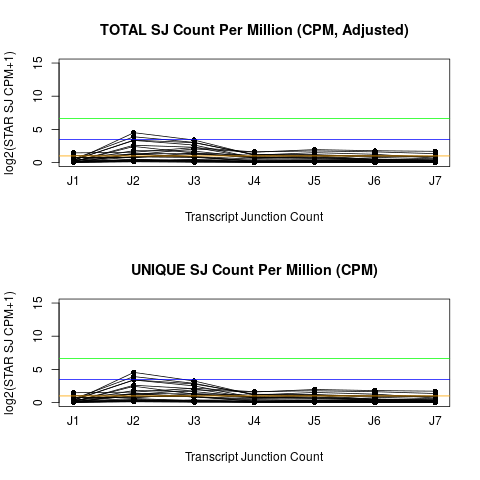 TOTAL SJ Count Per Million (CPM, Adjusted)
log2(STAR SJ CPM+1)
15
10
5
0
J1 J2 J3 J4 J5 J6 J7
Transcript Junction Count
UNIQUE SJ Count Per Million (CPM)
log2(STAR SJ CPM+1)
15
10
5
0
J1 J2 J3 J4 J5 J6 J7
Transcript Junction Count